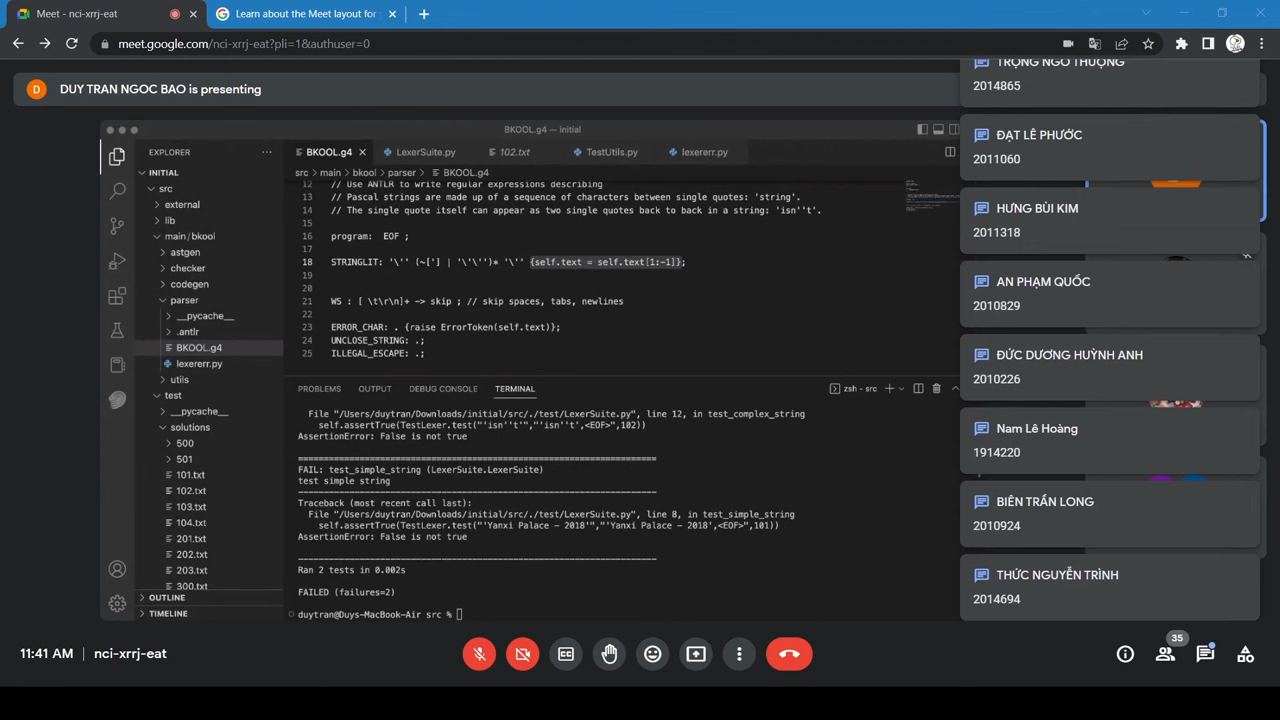 Meet - nci-xrrj-eat
Learn about the Meet layout for
meet.google.com/nci-xrrj-eat?pli=1&authuser=0
D
DUY TRAN NGOC BAO is presenting
BKOOL.g4 — initial
EXPLORER
INITIAL
src
external
lib
main/bkool
astgen
checker
codegen
parser
__pycache__
.antlr
BKOOL.g4
lexererr.py
utils
test
__pycache__
solutions
500
501
101.txt
102.txt
103.txt
104.txt
201.txt
202.txt
203.txt
300.txt
OUTLINE
TIMELINE
BKOOL.g4
LexerSuite.py
102.txt
TestUtils.py
lexererr.py
src > main > bkool > parser > BKOOL.g4
12 // Use ANTLR to write regular expressions describing
13 // Pascal strings are made up of a sequence of characters between single quotes: 'string'.
14 // The single quote itself can appear as two single quotes back to back in a string: 'isn''t'.
15
16 program: EOF ;
17
18 STRINGLIT: '\'' (~['] | '\'\'')* '\'' {self.text = self.text[1:-1]};
19
20
21 WS : [ \t\r\n]+ -> skip ; // skip spaces, tabs, newlines
22
23 ERROR_CHAR: . {raise ErrorToken(self.text)};
24 UNCLOSE_STRING: .;
25 ILLEGAL_ESCAPE: .;
PROBLEMS OUTPUT DEBUG CONSOLE TERMINAL
zsh - src
File "/Users/duytran/Downloads/initial/src/./test/LexerSuite.py", line 12, in test_complex_string
self.assertTrue(TestLexer.test("'isn''t'","'isn''t',<EOF>",102))
AssertionError: False is not true
======================================================================
FAIL: test_simple_string (LexerSuite.LexerSuite)
test simple string
----------------------------------------------------------------------
Traceback (most recent call last):
File "/Users/duytran/Downloads/initial/src/./test/LexerSuite.py", line 8, in test_simple_string
self.assertTrue(TestLexer.test("'Yanxi Palace - 2018'","'Yanxi Palace - 2018',<EOF>",101))
AssertionError: False is not true
----------------------------------------------------------------------
Ran 2 tests in 0.002s
FAILED (failures=2)
duytran@Duys-MacBook-Air src %
TRỌNG NGÔ THƯỢNG
2014865
ĐẠT LÊ PHƯỚC
2011060
HƯNG BÙI KIM
2011318
AN PHẠM QUỐC
2010829
ĐỨC DƯƠNG HUỲNH ANH
2010226
Nam Lê Hoàng
1914220
BIÊN TRẦN LONG
2010924
THỨC NGUYỄN TRÌNH
2014694
11:41 AM | nci-xrrj-eat
35